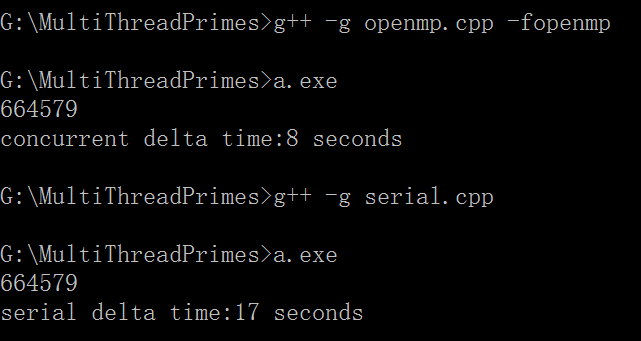 G:\MultiThreadPrimes>g++ -g openmp.cpp -fopenmp
G:\MultiThreadPrimes>a.exe
664579
concurrent delta time:8 seconds
G:\MultiThreadPrimes>g++ -g serial.cpp
G:\MultiThreadPrimes>a.exe
664579
serial delta time:17 seconds